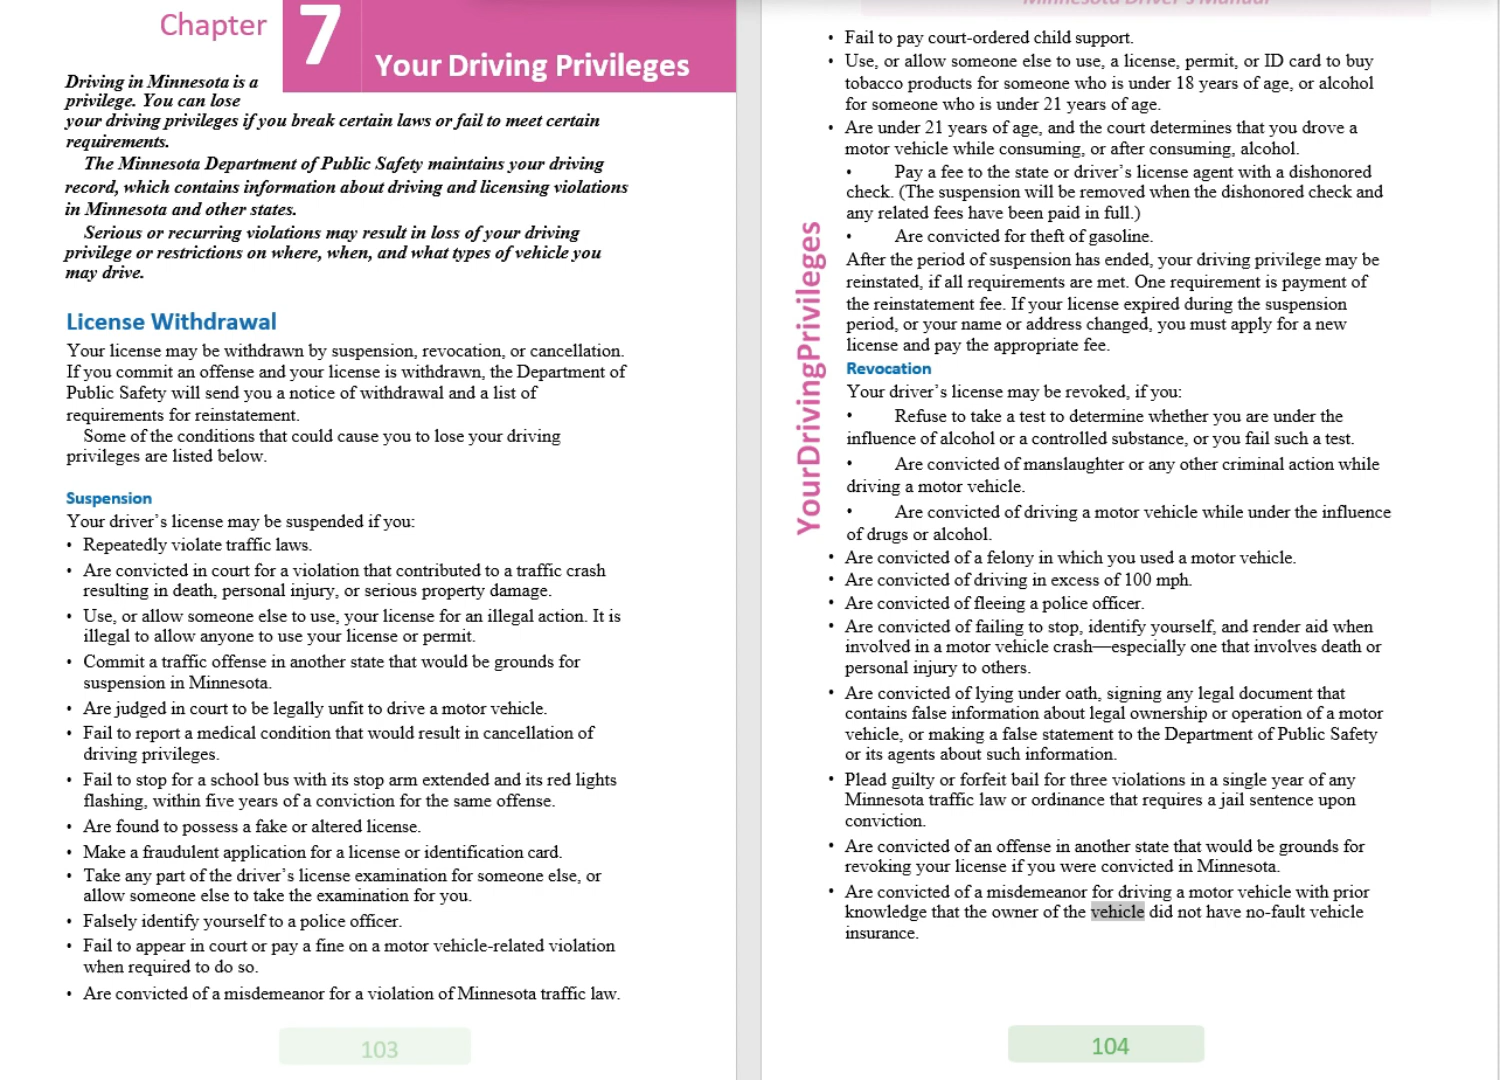 Chapter 7
Your Driving Privileges
Driving in Minnesota is a
privilege. You can lose
your driving privileges if you break certain laws or fail to meet certain
requirements.
The Minnesota Department of Public Safety maintains your driving
record, which contains information about driving and licensing violations
in Minnesota and other states.
Serious or recurring violations may result in loss of your driving
privilege or restrictions on where, when, and what types of vehicle you
may drive.
License Withdrawal
Your license may be withdrawn by suspension, revocation, or cancellation.
If you commit an offense and your license is withdrawn, the Department of
Public Safety will send you a notice of withdrawal and a list of
requirements for reinstatement.
Some of the conditions that could cause you to lose your driving
privileges are listed below.
Suspension
Your driver's license may be suspended if you:
• Repeatedly violate traffic laws.
• Are convicted in court for a violation that contributed to a traffic crash
resulting in death, personal injury, or serious property damage.
• Use, or allow someone else to use, your license for an illegal action. It is
illegal to allow anyone to use your license or permit.
• Commit a traffic offense in another state that would be grounds for
suspension in Minnesota.
• Are judged in court to be legally unfit to drive a motor vehicle.
• Fail to report a medical condition that would result in cancellation of
driving privileges.
• Fail to stop for a school bus with its stop arm extended and its red lights
flashing, within five years of a conviction for the same offense.
• Are found to possess a fake or altered license.
• Make a fraudulent application for a license or identification card.
• Take any part of the driver's license examination for someone else, or
allow someone else to take the examination for you.
• Falsely identify yourself to a police officer.
• Fail to appear in court or pay a fine on a motor vehicle-related violation
when required to do so.
• Are convicted of a misdemeanor for a violation of Minnesota traffic law.
103
Minnesota Driver's Manual
• Fail to pay court-ordered child support.
• Use, or allow someone else to use, a license, permit, or ID card to buy
tobacco products for someone who is under 18 years of age, or alcohol
for someone who is under 21 years of age.
• Are under 21 years of age, and the court determines that you drove a
motor vehicle while consuming, or after consuming, alcohol.
• Pay a fee to the state or driver's license agent with a dishonored
check. (The suspension will be removed when the dishonored check and
any related fees have been paid in full.)
• Are convicted for theft of gasoline.
After the period of suspension has ended, your driving privilege may be
reinstated, if all requirements are met. One requirement is payment of
the reinstatement fee. If your license expired during the suspension
period, or your name or address changed, you must apply for a new
license and pay the appropriate fee.
YourDrivingPrivileges
Revocation
Your driver's license may be revoked, if you:
• Refuse to take a test to determine whether you are under the
influence of alcohol or a controlled substance, or you fail such a test.
• Are convicted of manslaughter or any other criminal action while
driving a motor vehicle.
• Are convicted of driving a motor vehicle while under the influence
of drugs or alcohol.
• Are convicted of a felony in which you used a motor vehicle.
• Are convicted of driving in excess of 100 mph.
• Are convicted of fleeing a police officer.
• Are convicted of failing to stop, identify yourself, and render aid when
involved in a motor vehicle crash—especially one that involves death or
personal injury to others.
• Are convicted of lying under oath, signing any legal document that
contains false information about legal ownership or operation of a motor
vehicle, or making a false statement to the Department of Public Safety
or its agents about such information.
• Plead guilty or forfeit bail for three violations in a single year of any
Minnesota traffic law or ordinance that requires a jail sentence upon
conviction.
• Are convicted of an offense in another state that would be grounds for
revoking your license if you were convicted in Minnesota.
• Are convicted of a misdemeanor for driving a motor vehicle with prior
knowledge that the owner of the vehicle did not have no-fault vehicle
insurance.
104